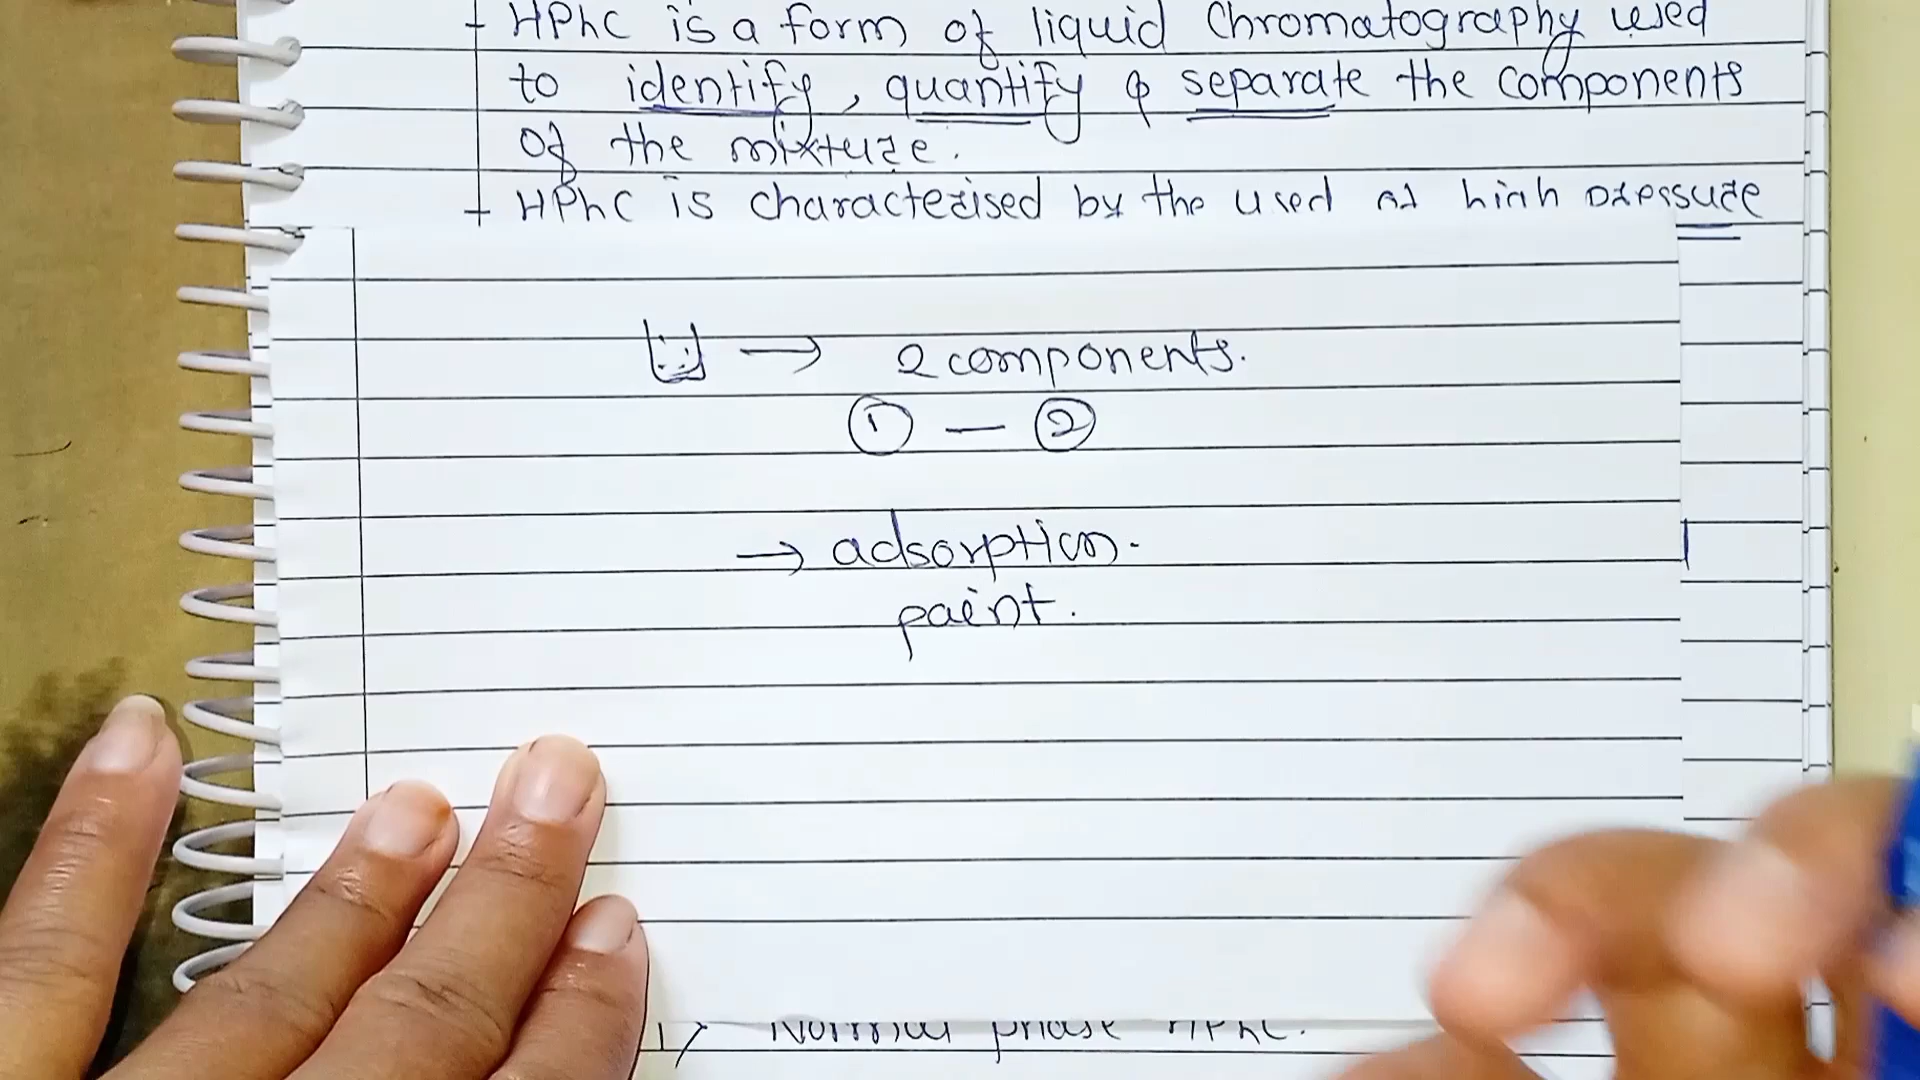 HPLC is a form of liquid Chromatography used
to identify, quantify & separate the components
of the mixture.
HPLC is characterised by the used of high pressure
→ 2 components.
① — ②
→ adsorption.
paint.
1) Normal phase HPLC.